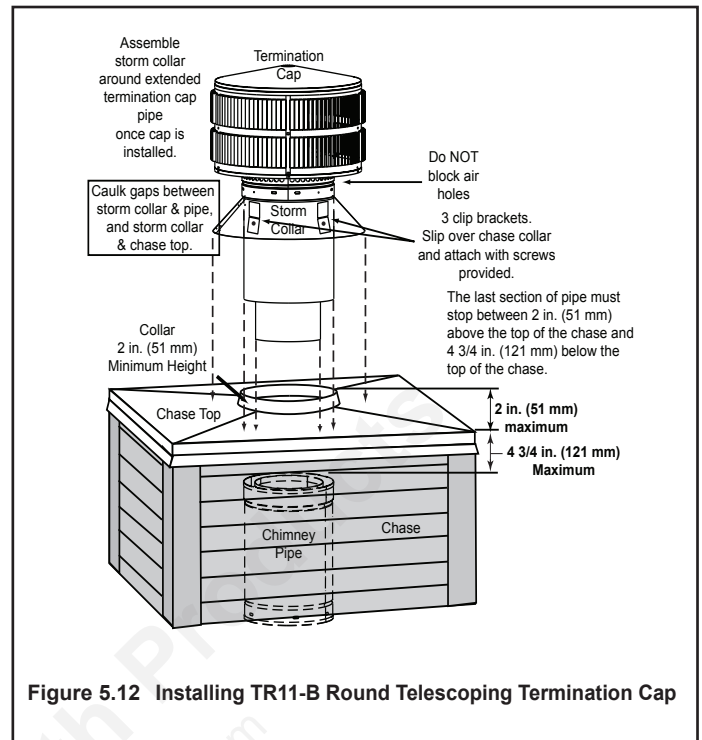 Assemble
storm collar
around extended
termination cap
pipe
once cap is
installed.
Termination
Cap
Do NOT
block air
holes
Caulk gaps between
storm collar & pipe,
and storm collar
& chase top.
Storm
Collar
3 clip brackets.
Slip over chase collar
and attach with screws
provided.
The last section of pipe must
stop between 2 in. (51 mm)
above the top of the chase and
4 3/4 in. (121 mm) below the
top of the chase.
Collar
2 in. (51 mm)
Minimum Height
Chase Top
2 in. (51 mm)
maximum
4 3/4 in. (121 mm)
Maximum
Chimney
Pipe
Chase
Figure 5.12 Installing TR11-B Round Telescoping Termination Cap